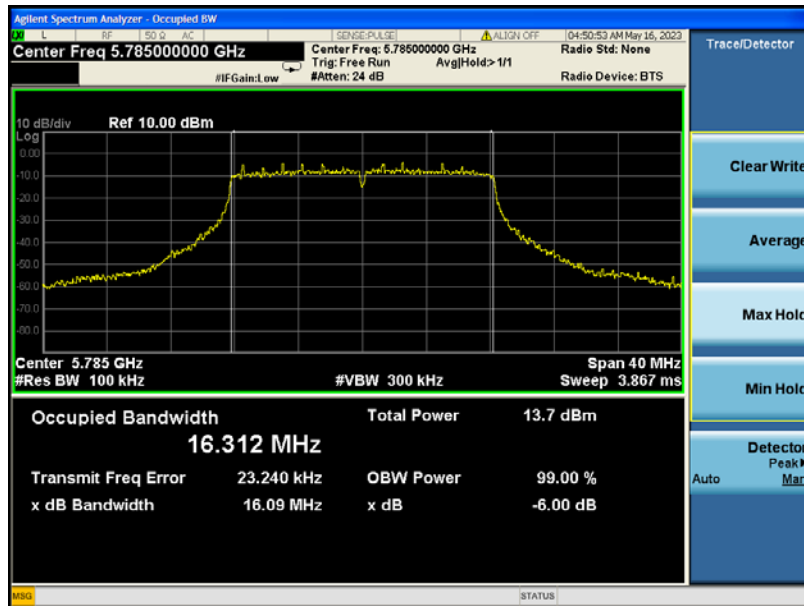 Agilent Spectrum Analyzer - Occupied BW
LXI L RF 50 Ω AC SENSE:PULSE ALIGN OFF 04:50:53 AM May 16, 2023
Center Freq 5.785000000 GHz
Center Freq: 5.785000000 GHz
Radio Std: None
Trig: Free Run Avg|Hold>1/1
#IFGain:Low
#Atten: 24 dB
Radio Device: BTS
Trace/Detector
10 dB/div Ref 10.00 dBm
Log
0.00
-10.0
-20.0
-30.0
-40.0
-50.0
-60.0
-70.0
-80.0
Center 5.785 GHz Span 40 MHz
#Res BW 100 kHz #VBW 300 kHz Sweep 3.867 ms
Occupied Bandwidth Total Power 13.7 dBm
16.312 MHz
Transmit Freq Error 23.240 kHz OBW Power 99.00 %
x dB Bandwidth 16.09 MHz x dB -6.00 dB
Clear Write
Average
Max Hold
Min Hold
Detector
Peak
Auto Man
MSG STATUS